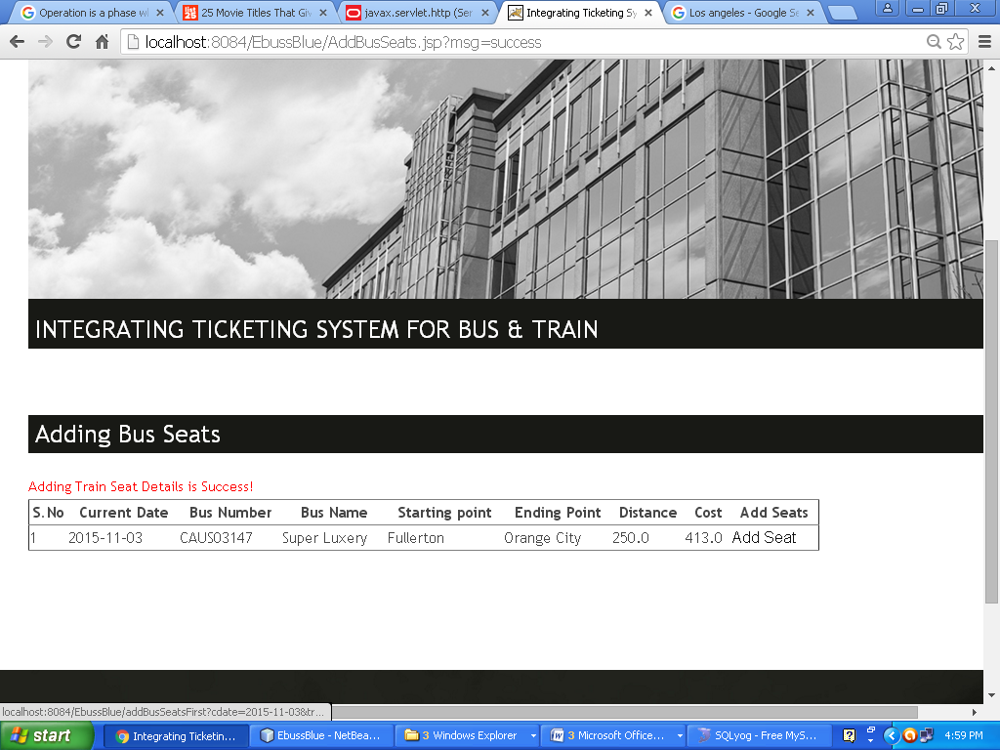 Operation is a phase wh
25 Movie Titles That Giv
javax.servlet.http (Ser
Integrating Ticketing Sy
Los angeles - Google Se
localhost:8084/EbussBlue/AddBusSeats.jsp?msg=success
INTEGRATING TICKETING SYSTEM FOR BUS & TRAIN
Adding Bus Seats
Adding Train Seat Details is Success!
S.No Current Date Bus Number Bus Name Starting point Ending Point Distance Cost Add Seats
1 2015-11-03 CAUS03147 Super Luxery Fullerton Orange City 250.0 413.0 Add Seat
localhost:8084/EbussBlue/addBusSeatsFirst?cdate=2015-11-03&tr...
start
Integrating Ticketin...
EbussBlue - NetBea...
3 Windows Explorer
3 Microsoft Office...
SQLyog - Free MyS...
4:59 PM